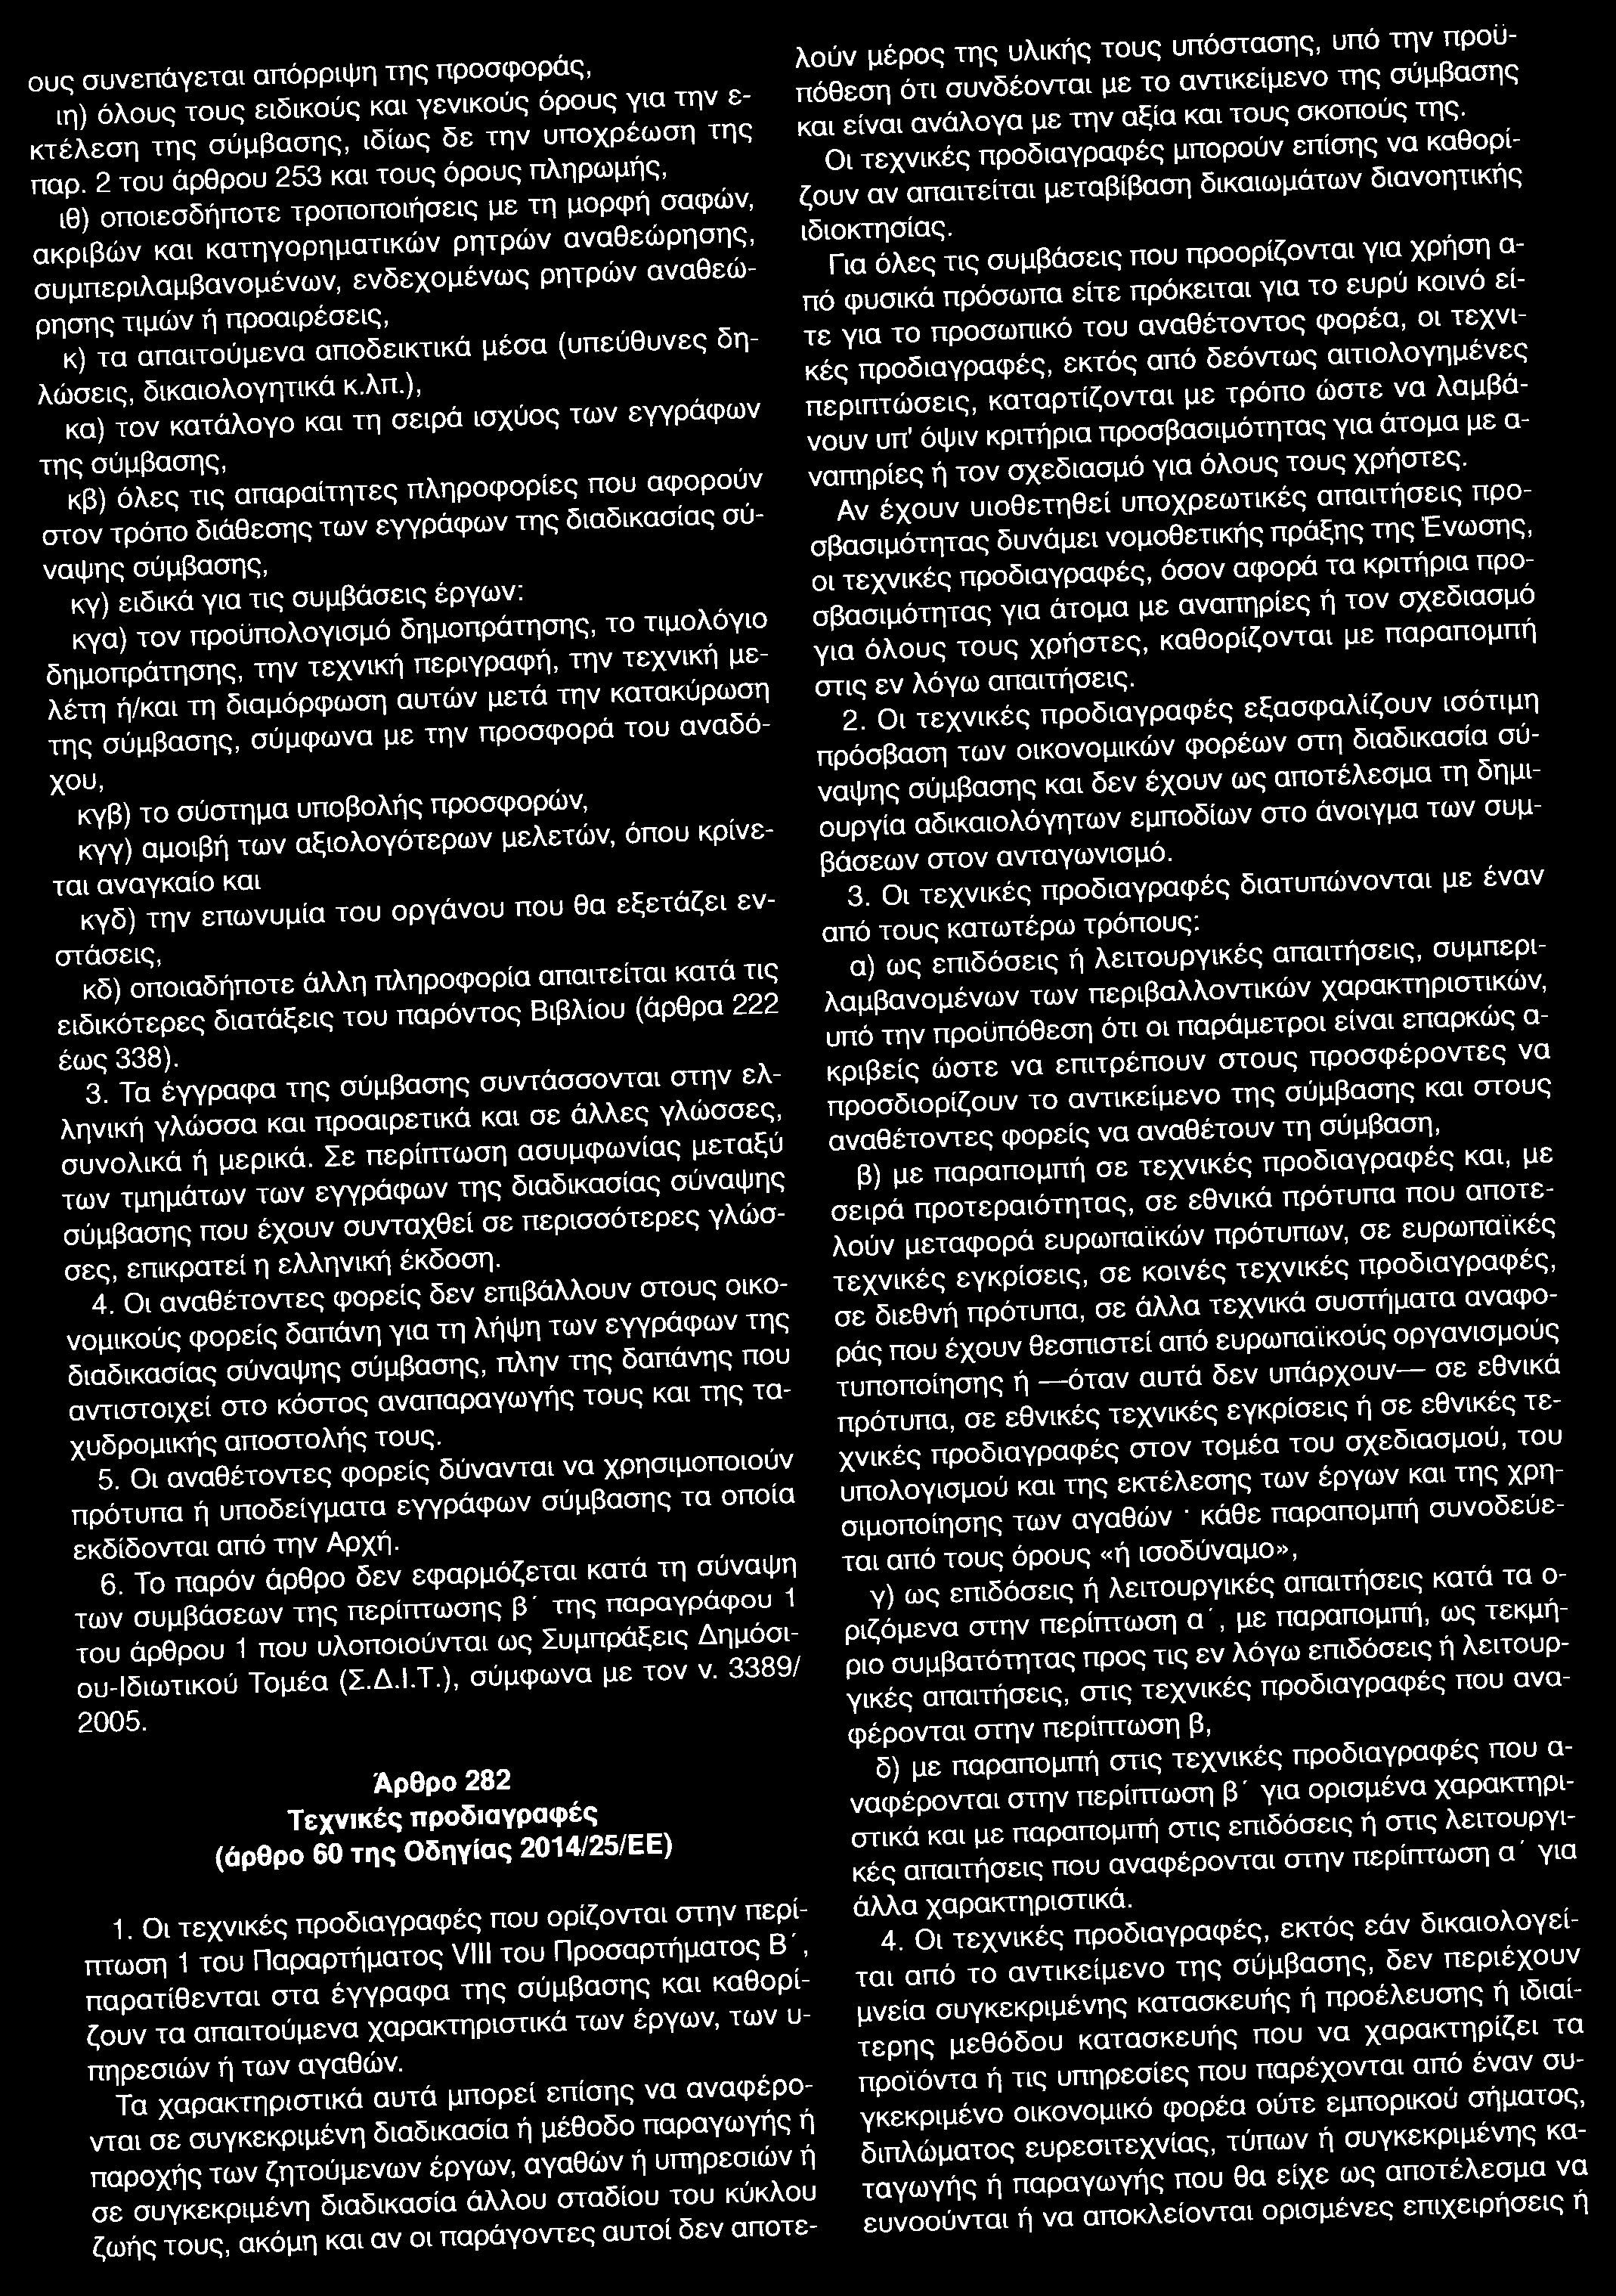 ους συνεπάγεται απόρριψη της προσφοράς,
ιη) όλους τους ειδικούς και γενικούς όρους για την ε-
κτέλεση της σύμβασης, ιδίως δε την υποχρέωση της
παρ. 2 του άρθρου 253 και τους όρους πληρωμής,
ιθ) οποιεσδήποτε τροποποιήσεις με τη μορφή σαφών,
ακριβών και κατηγορηματικών ρητρών αναθεώρησης,
συμπεριλαμβανομένων, ενδεχομένως ρητρών αναθεώ-
ρησης τιμών ή προαιρέσεις,
κ) τα απαιτούμενα αποδεικτικά μέσα (υπεύθυνες δη-
λώσεις, δικαιολογητικά κ.λπ.),
κα) τον κατάλογο και τη σειρά ισχύος των εγγράφων
της σύμβασης,
κβ) όλες τις απαραίτητες πληροφορίες που αφορούν
στον τρόπο διάθεσης των εγγράφων της διαδικασίας σύ-
ναψης σύμβασης,
κγ) ειδικά για τις συμβάσεις έργων:
κγα) τον προϋπολογισμό δημοπράτησης, το τιμολόγιο
δημοπράτησης, την τεχνική περιγραφή, την τεχνική με-
λέτη ή/και τη διαμόρφωση αυτών μετά την κατακύρωση
της σύμβασης, σύμφωνα με την προσφορά του αναδό-
χου,
κγβ) το σύστημα υποβολής προσφορών,
κγγ) αμοιβή των αξιολογότερων μελετών, όπου κρίνε-
ται αναγκαίο και
κγδ) την επωνυμία του οργάνου που θα εξετάζει εν-
στάσεις,
κδ) οποιαδήποτε άλλη πληροφορία απαιτείται κατά τις
ειδικότερες διατάξεις του παρόντος Βιβλίου (άρθρα 222
έως 338).
3. Τα έγγραφα της σύμβασης συντάσσονται στην ελ-
ληνική γλώσσα και προαιρετικά και σε άλλες γλώσσες,
συνολικά ή μερικά. Σε περίπτωση ασυμφωνίας μεταξύ
των τμημάτων των εγγράφων της διαδικασίας σύναψης
σύμβασης που έχουν συνταχθεί σε περισσότερες γλώσ-
σες, επικρατεί η ελληνική έκδοση.
4. Οι αναθέτοντες φορείς δεν επιβάλλουν στους οικο-
νομικούς φορείς δαπάνη για τη λήψη των εγγράφων της
διαδικασίας σύναψης σύμβασης, πλην της δαπάνης που
αντιστοιχεί στο κόστος αναπαραγωγής τους και της τα-
χυδρομικής αποστολής τους.
5. Οι αναθέτοντες φορείς δύνανται να χρησιμοποιούν
πρότυπα ή υποδείγματα εγγράφων σύμβασης τα οποία
εκδίδονται από την Αρχή.
6. Το παρόν άρθρο δεν εφαρμόζεται κατά τη σύναψη
των συμβάσεων της περίπτωσης β΄ της παραγράφου 1
του άρθρου 1 που υλοποιούνται ως Συμπράξεις Δημόσι-
ου-Ιδιωτικού Τομέα (Σ.Δ.Ι.Τ.), σύμφωνα με τον ν. 3389/
2005.
Άρθρο 282
Τεχνικές προδιαγραφές
(άρθρο 60 της Οδηγίας 2014/25/ΕΕ)
1. Οι τεχνικές προδιαγραφές που ορίζονται στην περί-
πτωση 1 του Παραρτήματος VIII του Προσαρτήματος Β΄,
παρατίθενται στα έγγραφα της σύμβασης και καθορί-
ζουν τα απαιτούμενα χαρακτηριστικά των έργων, των υ-
πηρεσιών ή των αγαθών.
Τα χαρακτηριστικά αυτά μπορεί επίσης να αναφέρο-
νται σε συγκεκριμένη διαδικασία ή μέθοδο παραγωγής ή
παροχής των ζητούμενων έργων, αγαθών ή υπηρεσιών ή
σε συγκεκριμένη διαδικασία άλλου σταδίου του κύκλου
ζωής τους, ακόμη και αν οι παράγοντες αυτοί δεν αποτε-
λούν μέρος της υλικής τους υπόστασης, υπό την προϋ-
πόθεση ότι συνδέονται με το αντικείμενο της σύμβασης
και είναι ανάλογα με την αξία και τους σκοπούς της.
Οι τεχνικές προδιαγραφές μπορούν επίσης να καθορί-
ζουν αν απαιτείται μεταβίβαση δικαιωμάτων διανοητικής
ιδιοκτησίας.
Για όλες τις συμβάσεις που προορίζονται για χρήση α-
πό φυσικά πρόσωπα είτε πρόκειται για το ευρύ κοινό εί-
τε για το προσωπικό του αναθέτοντος φορέα, οι τεχνι-
κές προδιαγραφές, εκτός από δεόντως αιτιολογημένες
περιπτώσεις, καταρτίζονται με τρόπο ώστε να λαμβά-
νουν υπ' όψιν κριτήρια προσβασιμότητας για άτομα με α-
ναπηρίες ή τον σχεδιασμό για όλους τους χρήστες.
Αν έχουν υιοθετηθεί υποχρεωτικές απαιτήσεις προ-
σβασιμότητας δυνάμει νομοθετικής πράξης της Ένωσης,
οι τεχνικές προδιαγραφές, όσον αφορά τα κριτήρια προ-
σβασιμότητας για άτομα με αναπηρίες ή τον σχεδιασμό
για όλους τους χρήστες, καθορίζονται με παραπομπή
στις εν λόγω απαιτήσεις.
2. Οι τεχνικές προδιαγραφές εξασφαλίζουν ισότιμη
πρόσβαση των οικονομικών φορέων στη διαδικασία σύ-
ναψης σύμβασης και δεν έχουν ως αποτέλεσμα τη δημι-
ουργία αδικαιολόγητων εμποδίων στο άνοιγμα των συμ-
βάσεων στον ανταγωνισμό.
3. Οι τεχνικές προδιαγραφές διατυπώνονται με έναν
από τους κατωτέρω τρόπους:
α) ως επιδόσεις ή λειτουργικές απαιτήσεις, συμπερι-
λαμβανομένων των περιβαλλοντικών χαρακτηριστικών,
υπό την προϋπόθεση ότι οι παράμετροι είναι επαρκώς α-
κριβείς ώστε να επιτρέπουν στους προσφέροντες να
προσδιορίζουν το αντικείμενο της σύμβασης και στους
αναθέτοντες φορείς να αναθέτουν τη σύμβαση,
β) με παραπομπή σε τεχνικές προδιαγραφές και, με
σειρά προτεραιότητας, σε εθνικά πρότυπα που αποτε-
λούν μεταφορά ευρωπαϊκών πρότυπων, σε ευρωπαϊκές
τεχνικές εγκρίσεις, σε κοινές τεχνικές προδιαγραφές,
σε διεθνή πρότυπα, σε άλλα τεχνικά συστήματα αναφο-
ράς που έχουν θεσπιστεί από ευρωπαϊκούς οργανισμούς
τυποποίησης ή —όταν αυτά δεν υπάρχουν— σε εθνικά
πρότυπα, σε εθνικές τεχνικές εγκρίσεις ή σε εθνικές τε-
χνικές προδιαγραφές στον τομέα του σχεδιασμού, του
υπολογισμού και της εκτέλεσης των έργων και της χρη-
σιμοποίησης των αγαθών · κάθε παραπομπή συνοδεύε-
ται από τους όρους «ή ισοδύναμο»,
γ) ως επιδόσεις ή λειτουργικές απαιτήσεις κατά τα ο-
ριζόμενα στην περίπτωση α΄, με παραπομπή, ως τεκμή-
ριο συμβατότητας προς τις εν λόγω επιδόσεις ή λειτουρ-
γικές απαιτήσεις, στις τεχνικές προδιαγραφές που ανα-
φέρονται στην περίπτωση β,
δ) με παραπομπή στις τεχνικές προδιαγραφές που α-
ναφέρονται στην περίπτωση β΄ για ορισμένα χαρακτηρι-
στικά και με παραπομπή στις επιδόσεις ή στις λειτουργι-
κές απαιτήσεις που αναφέρονται στην περίπτωση α΄ για
άλλα χαρακτηριστικά.
4. Οι τεχνικές προδιαγραφές, εκτός εάν δικαιολογεί-
ται από το αντικείμενο της σύμβασης, δεν περιέχουν
μνεία συγκεκριμένης κατασκευής ή προέλευσης ή ιδιαί-
τερης μεθόδου κατασκευής που να χαρακτηρίζει τα
προϊόντα ή τις υπηρεσίες που παρέχονται από έναν συ-
γκεκριμένο οικονομικό φορέα ούτε εμπορικού σήματος,
διπλώματος ευρεσιτεχνίας, τύπων ή συγκεκριμένης κα-
ταγωγής ή παραγωγής που θα είχε ως αποτέλεσμα να
ευνοούνται ή να αποκλείονται ορισμένες επιχειρήσεις ή